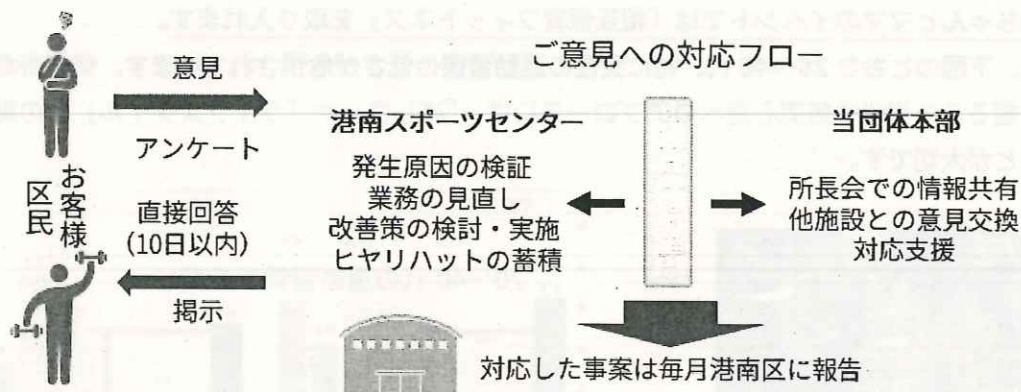 ご意見への対応フロー
意見
アンケート
お客様
区民
直接回答
(10日以内)
掲示
港南スポーツセンター
発生原因の検証
業務の見直し
改善策の検討・実施
ヒヤリハットの蓄積
当団体本部
所長会での情報共有
他施設との意見交換
対応支援
対応した事案は毎月港南区に報告